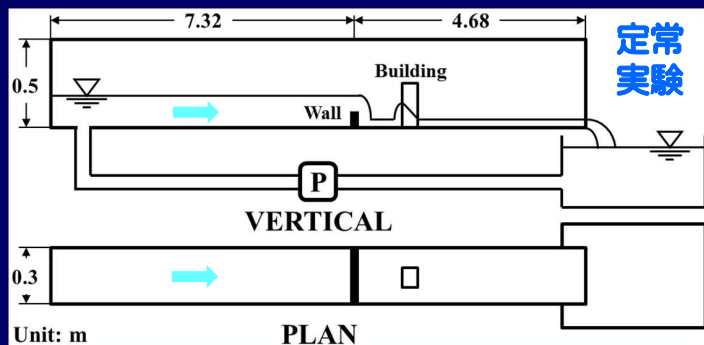 7.32
4.68
定常
実験
0.5
Building
Wall
P
VERTICAL
0.3
Unit: m
PLAN